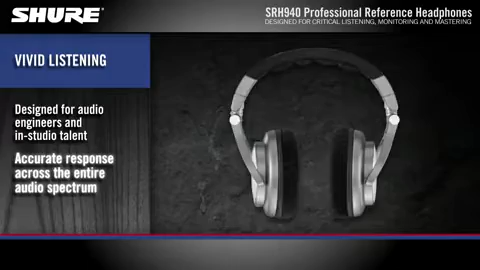 SHURE
SRH940 Professional Reference Headphones
DESIGNED FOR CRITICAL LISTENING, MONITORING AND MASTERING
VIVID LISTENING
Designed for audio
engineers and
in-studio talent
Accurate response
across the entire
audio spectrum